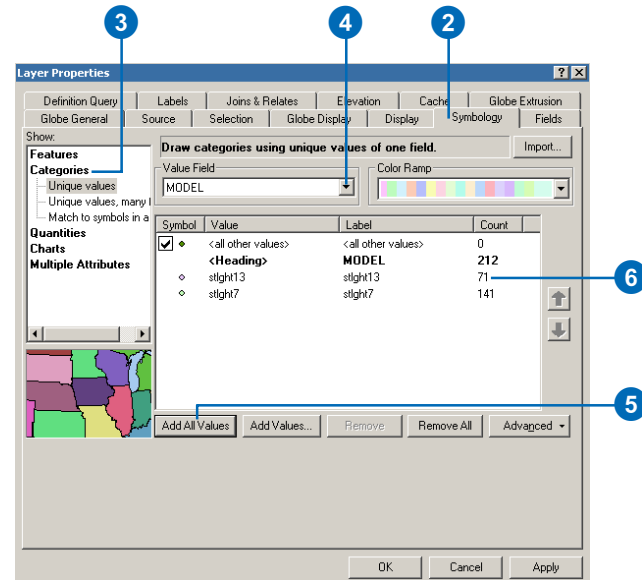 3
4
2
Layer Properties
? ×
Definition Query Labels Joins & Relates Elevation Cache Globe Extrusion
Globe General Source Selection Globe Display Display Symbology Fields
Show:
Features
Categories
Unique values
Unique values, many
Match to symbols in a
Quantities
Charts
Multiple Attributes
Draw categories using unique values of one field.
Import...
Value Field
MODEL
Color Ramp
Symbol Value Label Count
<all other values> <all other values> 0
<Heading> MODEL 212
stlght13 stlght13 71
stlght7 stlght7 141
6
5
Add All Values Add Values... Remove Remove All Advanced
OK Cancel Apply